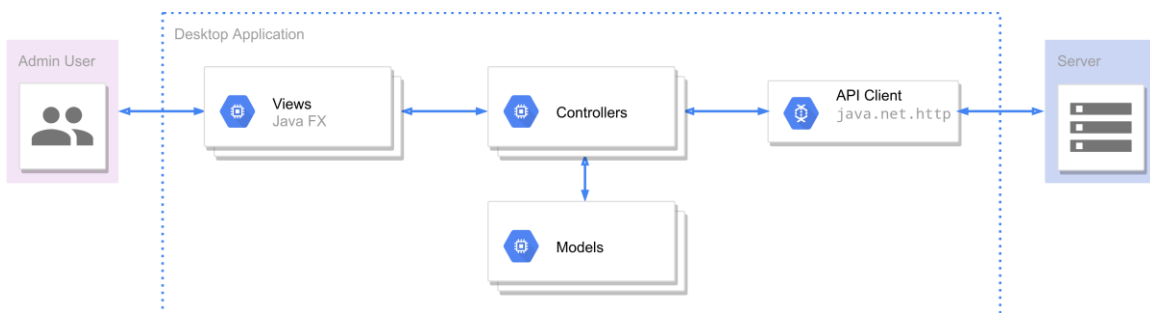 Desktop Application
Admin User
Server
Views
Java FX
Controllers
API Client
java.net.http
Models